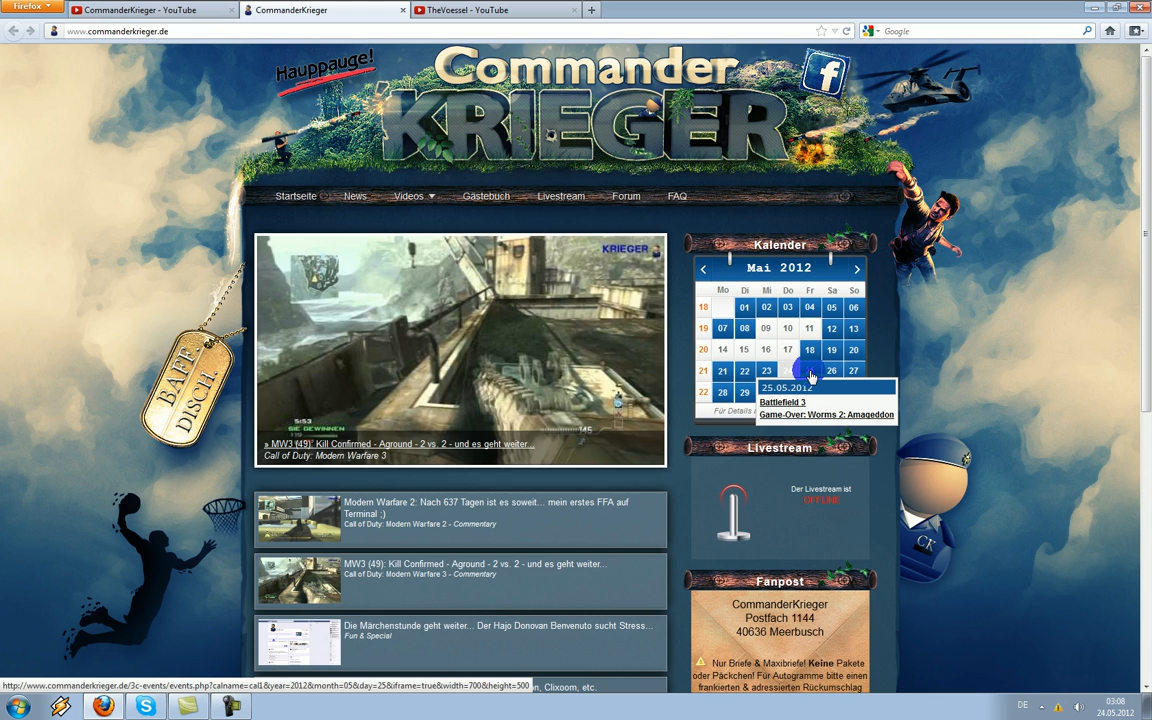 Firefox
CommanderKrieger - YouTube
CommanderKrieger
TheVoessel - YouTube
www.commanderkrieger.de
Google
Hauppauge!
Commander
KRIEGER
f
Startseite
News
Videos
Gästebuch
Livestream
Forum
FAQ
KRIEGER
5:53
SIE GEWINNEN
145
» MW3 (49): Kill Confirmed - Aground - 2 vs. 2 - und es geht weiter...
Call of Duty: Modern Warfare 3
Kalender
Mai 2012
Mo Di Mi Do Fr Sa So
18 01 02 03 04 05 06
19 07 08 09 10 11 12 13
20 14 15 16 17 18 19 20
21 21 22 23 26 27
22 28 29
Für Details
25.05.2012
Battlefield 3
Game-Over: Worms 2: Amageddon
BAFF
DISCH.
Livestream
Der Livestream ist
OFFLINE
CK
Modern Warfare 2: Nach 637 Tagen ist es soweit... mein erstes FFA auf
Terminal ;)
Call of Duty: Modern Warfare 2 - Commentary
MW3 (49): Kill Confirmed - Aground - 2 vs. 2 - und es geht weiter...
Call of Duty: Modern Warfare 3 - Commentary
Die Märchenstunde geht weiter... Der Hajo Donovan Benvenuto sucht Stress...
Fun & Special
n, Clixoom, etc.
Fanpost
CommanderKrieger
Postfach 1144
40636 Meerbusch
Nur Briefe & Maxibriefe! Keine Pakete
oder Päckchen! Für Autogramme bitte einen
frankierten & adressierten Rückumschlag
http://www.commanderkrieger.de/3c-events/events.php?calname=cal1&year=2012&month=05&day=25&iframe=true&width=700&height=500
DE
03:08
24.05.2012